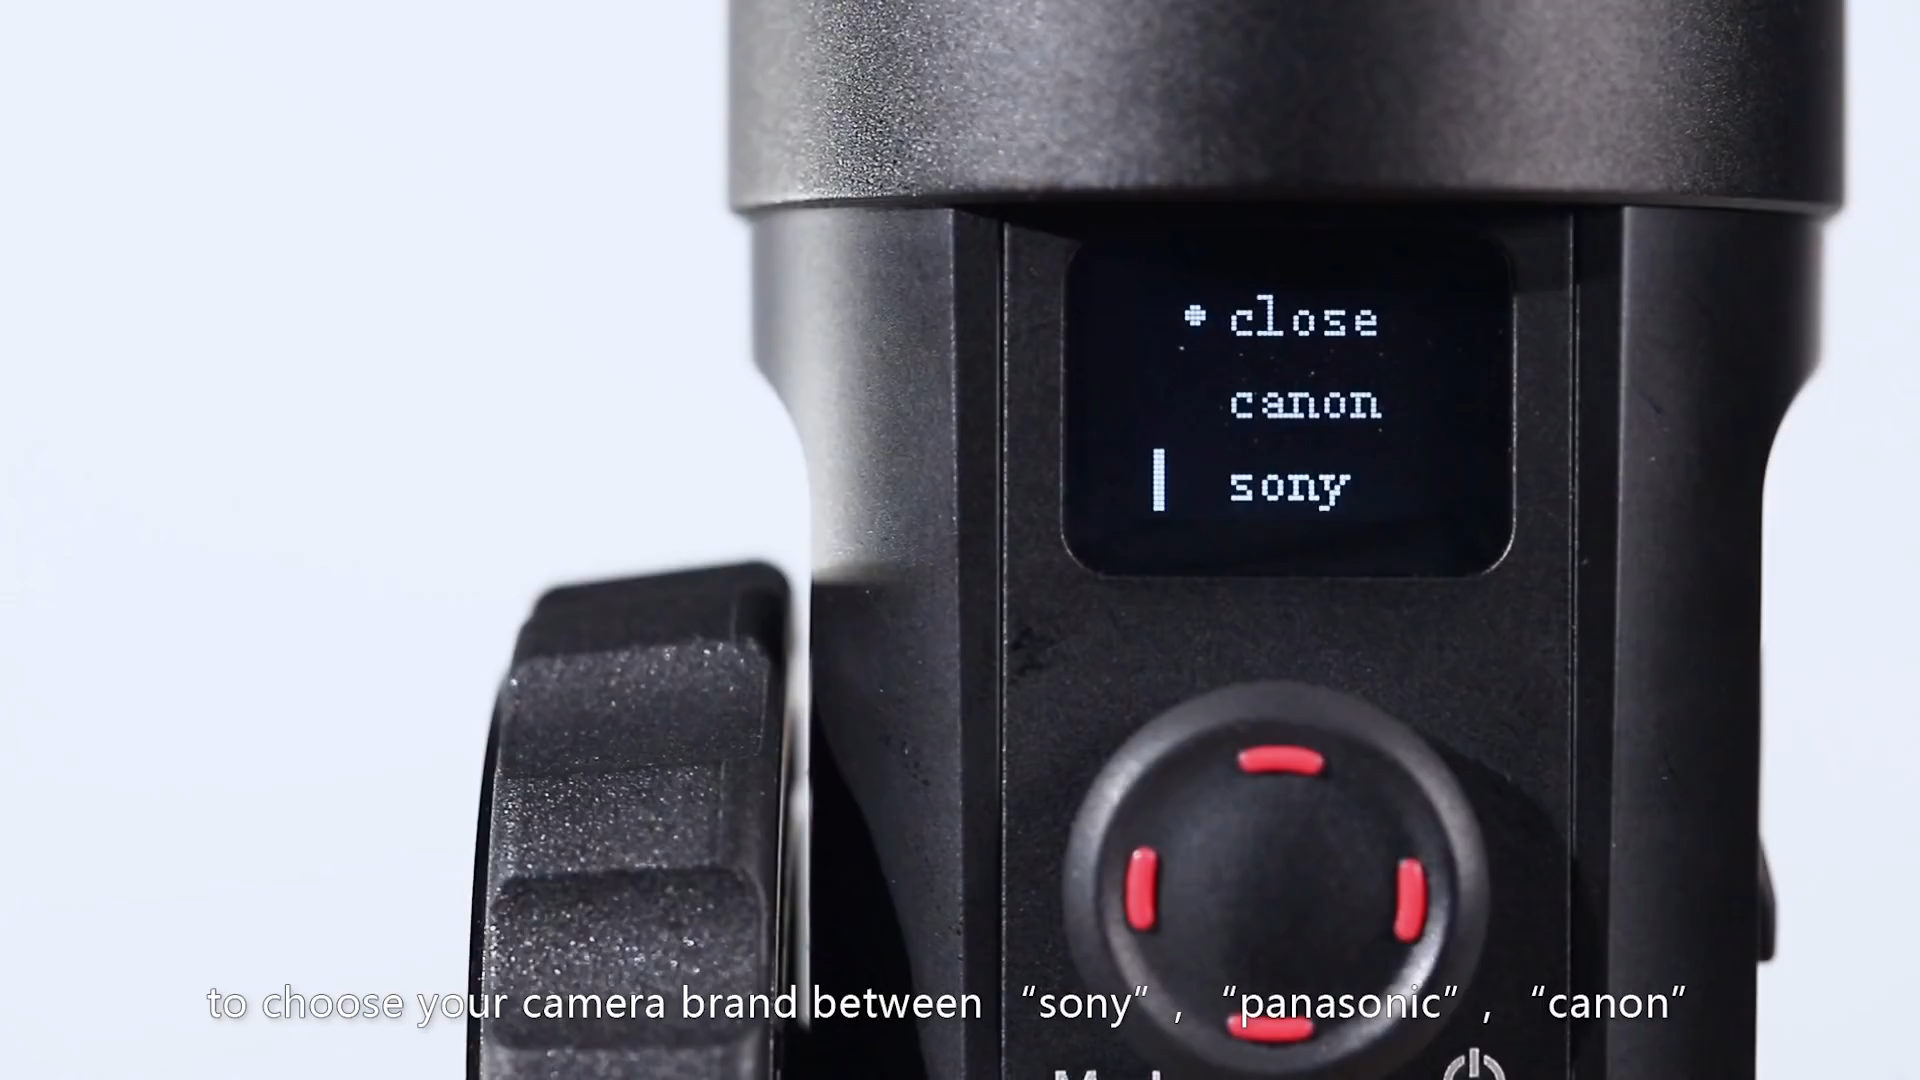 close
canon
sony
to choose your camera brand between “sony”, “panasonic”, “canon”